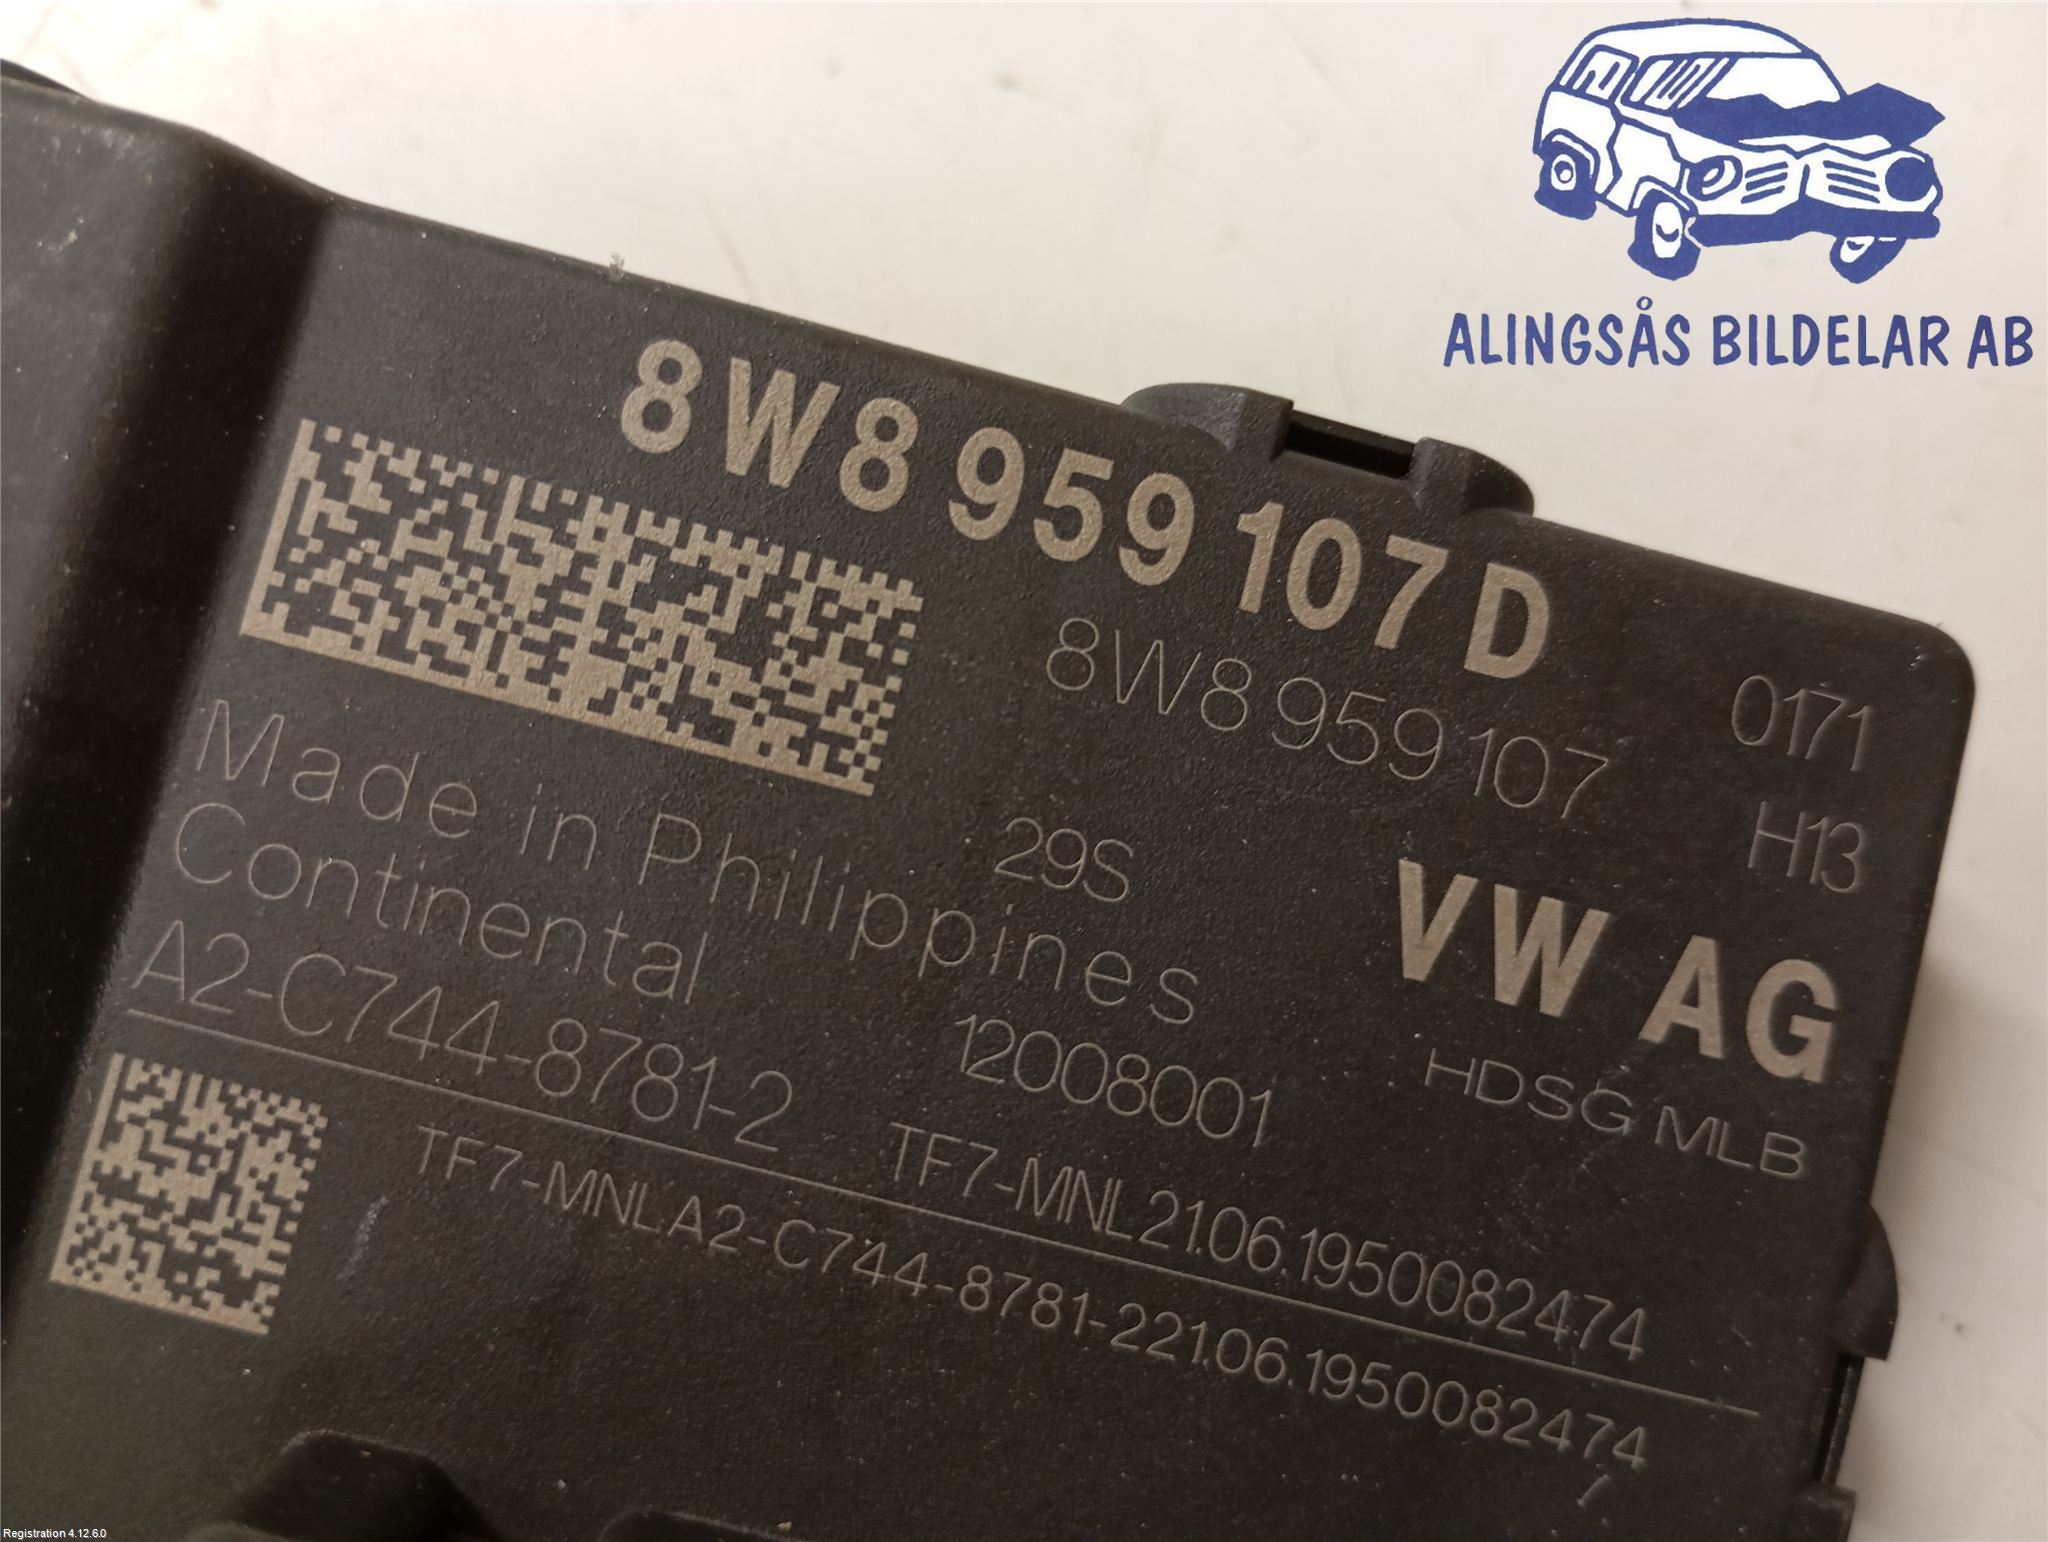 ALINGSÅS BILDELAR AB
8W8 959 107 D
8W8 959 107 0171
29S H13
Made in Philippines VW AG
Continental 12008001 HDSG MLB
A2-C744-8781-2 TF7-MNL21.06.1950082474
TF7-MNLA2-C744-8781-221.06.1950082474
Registration 4.12.6.0